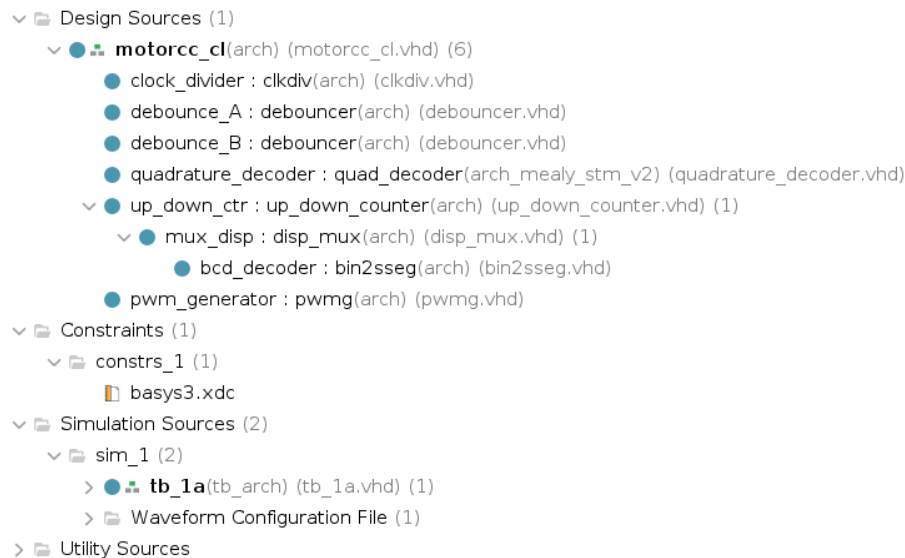 Design Sources (1)
motorcc_cl(arch) (motorcc_cl.vhd) (6)
clock_divider : clkdiv(arch) (clkdiv.vhd)
debounce_A : debouncer(arch) (debouncer.vhd)
debounce_B : debouncer(arch) (debouncer.vhd)
quadrature_decoder : quad_decoder(arch_mealy_stm_v2) (quadrature_decoder.vhd)
up_down_ctr : up_down_counter(arch) (up_down_counter.vhd) (1)
mux_disp : disp_mux(arch) (disp_mux.vhd) (1)
bcd_decoder : bin2sseg(arch) (bin2sseg.vhd)
pwm_generator : pwmg(arch) (pwmg.vhd)
Constraints (1)
constrs_1 (1)
basys3.xdc
Simulation Sources (2)
sim_1 (2)
tb_1a(tb_arch) (tb_1a.vhd) (1)
Waveform Configuration File (1)
Utility Sources